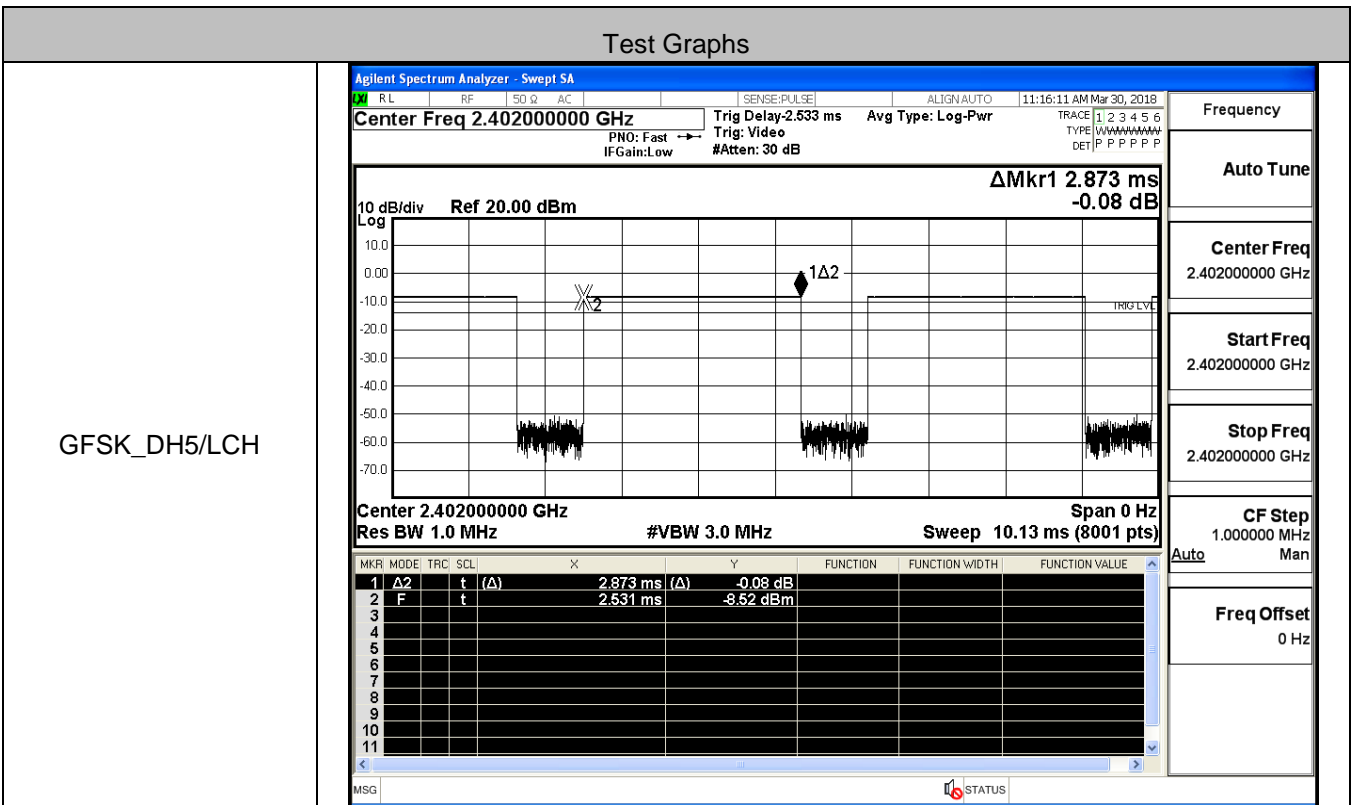 Test Graphs
GFSK_DH5/LCH
Agilent Spectrum Analyzer - Swept SA
LXI RL RF 50 Ω AC SENSE:PULSE ALIGN AUTO 11:16:11 AM Mar 30, 2018
Center Freq 2.402000000 GHz
PNO: Fast
IFGain:Low
Trig Delay-2.533 ms
Trig: Video
#Atten: 30 dB
Avg Type: Log-Pwr
TRACE 1 2 3 4 5 6
TYPE WWWWWWW
DET P P P P P P
ΔMkr1 2.873 ms
-0.08 dB
10 dB/div Ref 20.00 dBm
Log
10.0
0.00
-10.0
-20.0
-30.0
-40.0
-50.0
-60.0
-70.0
1Δ2
2
TRIG LVL
Center 2.402000000 GHz Span 0 Hz
Res BW 1.0 MHz #VBW 3.0 MHz Sweep 10.13 ms (8001 pts)
MKR MODE TRC SCL X Y FUNCTION FUNCTION WIDTH FUNCTION VALUE
1 Δ2 t (Δ) 2.873 ms (Δ) -0.08 dB
2 F t 2.531 ms -8.52 dBm
3
4
5
6
7
8
9
10
11
MSG STATUS
Frequency
Auto Tune
Center Freq
2.402000000 GHz
Start Freq
2.402000000 GHz
Stop Freq
2.402000000 GHz
CF Step
1.000000 MHz
Auto Man
Freq Offset
0 Hz